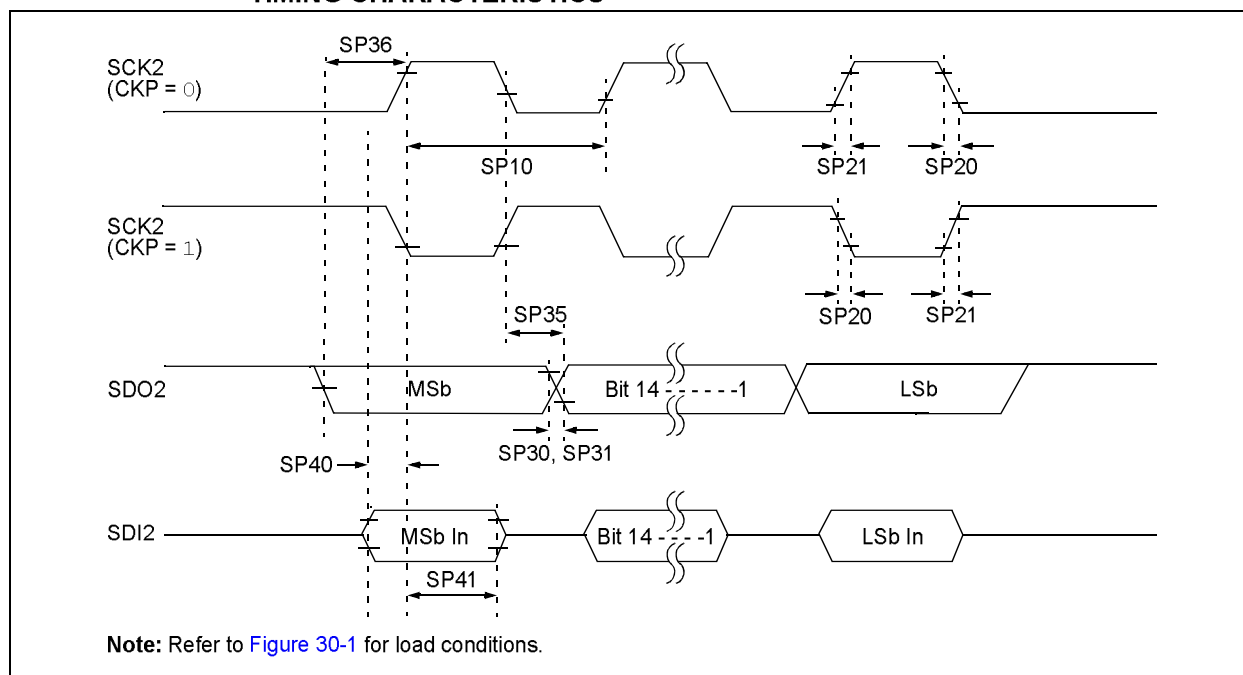 TIMING CHARACTERISTICS
SP36
SCK2
(CKP = 0)
SP10
SP21
SP20
SCK2
(CKP = 1)
SP35
SP20
SP21
SDO2
MSb
Bit 14 - - - - - -1
LSb
SP30, SP31
SP40
SDI2
MSb In
Bit 14 - - - -1
LSb In
SP41
Note: Refer to Figure 30-1 for load conditions.